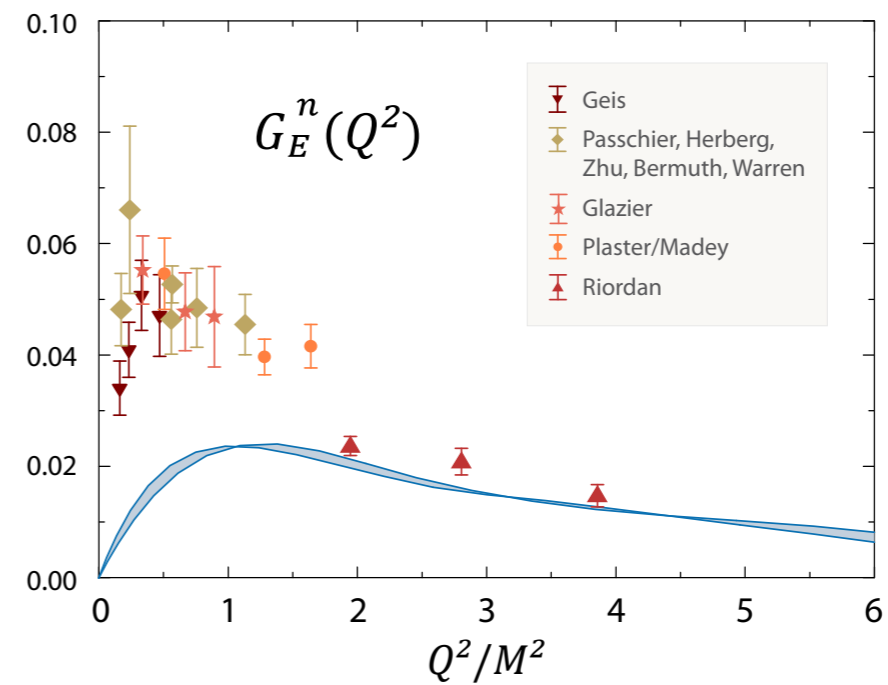 0.10
0.08
0.06
0.04
0.02
0.00
G_E^n(Q^2)
Geis
Passchier, Herberg,
Zhu, Bermuth, Warren
Glazier
Plaster/Madey
Riordan
0 1 2 3 4 5 6
Q^2/M^2